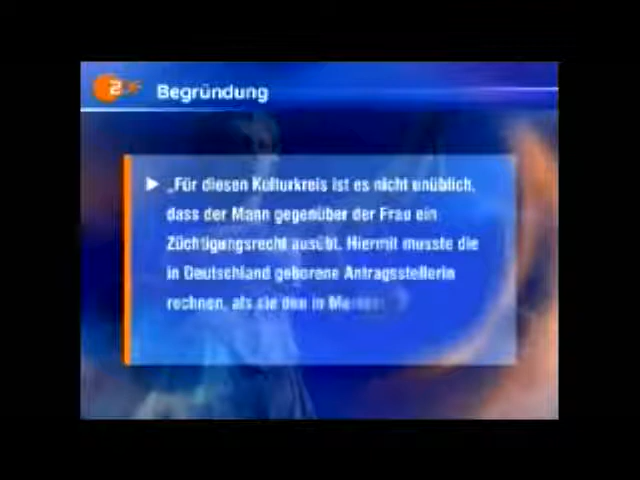 ZDF Begründung
„Für diesen Kulturkreis ist es nicht unüblich,
dass der Mann gegenüber der Frau ein
Züchtigungsrecht ausübt. Hiermit musste die
in Deutschland geborene Antragsstellerin
rechnen, als sie den in